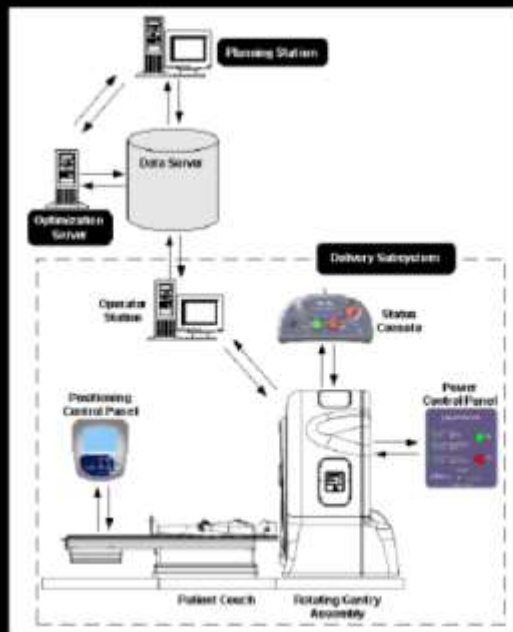 Planning Station
Data Server
Optimization
Server
Delivery Subsystem
Operator
Station
Status
Console
Positioning
Control Panel
Power
Control Panel
Patient Couch
Rotating Gantry
Assembly